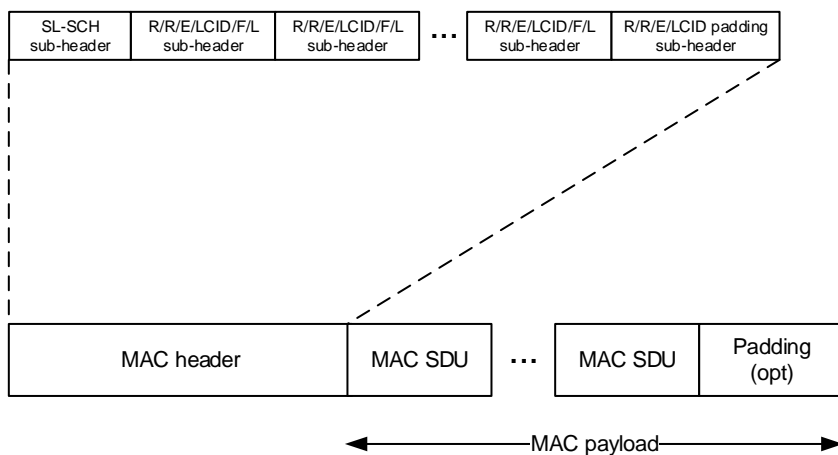 SL-SCH
sub-header
R/R/E/LCID/F/L
sub-header
R/R/E/LCID/F/L
sub-header
...
R/R/E/LCID/F/L
sub-header
R/R/E/LCID padding
sub-header
MAC header
MAC SDU
...
MAC SDU
Padding
(opt)
MAC payload